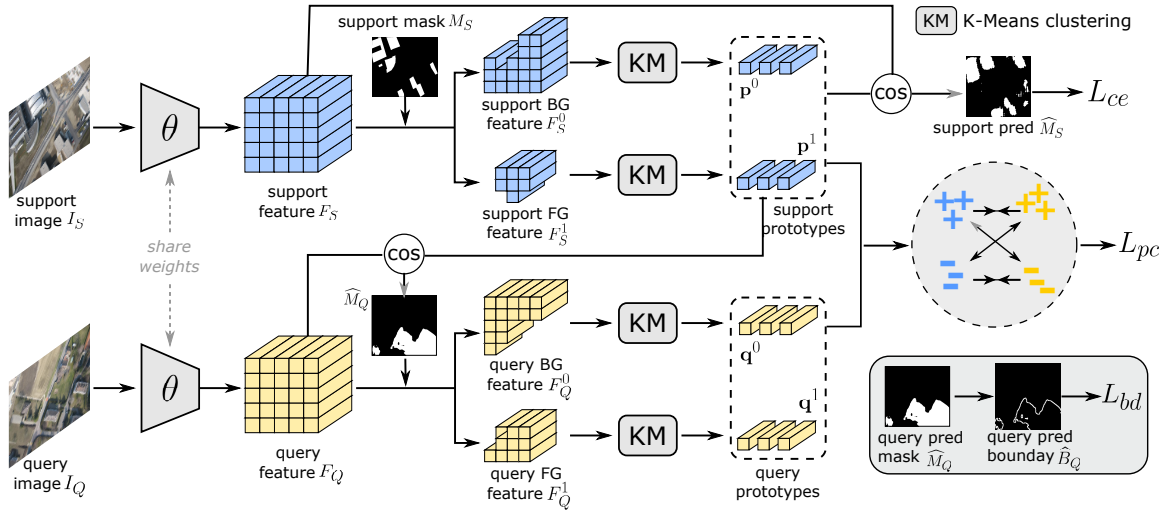 support mask M_S
KM K-Means clustering
KM
p^0
cos
L_ce
support BG
feature F_S^0
support pred M̂_S
θ
p^1
KM
support
image I_S
support
feature F_S
support FG
feature F_S^1
support
prototypes
L_pc
share
weights
cos
M̂_Q
KM
q^0
θ
query BG
feature F_Q^0
q^1
KM
L_bd
query pred
mask M̂_Q
query pred
bounday B̂_Q
query
image I_Q
query
feature F_Q
query FG
feature F_Q^1
query
prototypes